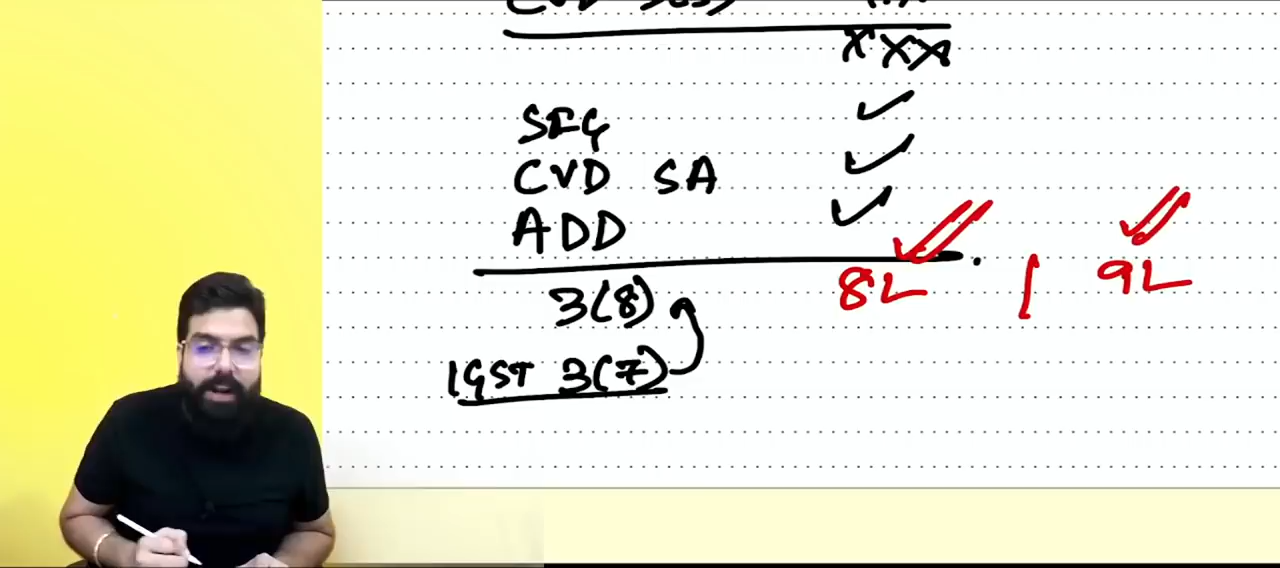 XXX
SFG ✓
CVD SA ✓
ADD ✓
3(8) 8L | 9L
IGST 3(7)